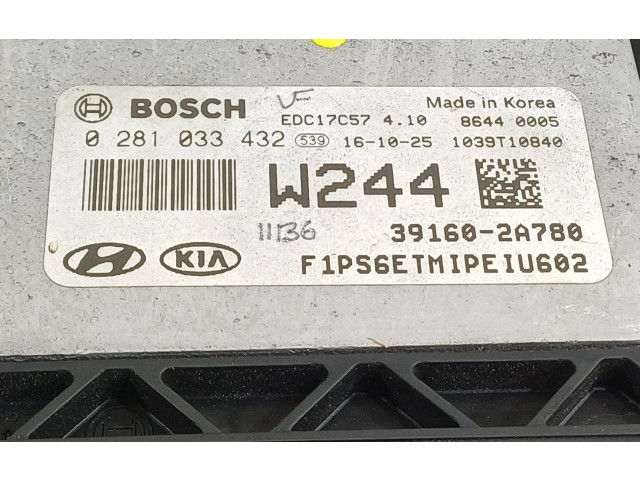 BOSCH EDC17C57 4.10 Made in Korea
8644 0005
0 281 033 432 539 16-10-25 1039T10840
W244
11136 39160-2A780
KIA F1PS6ETMIPEIU602